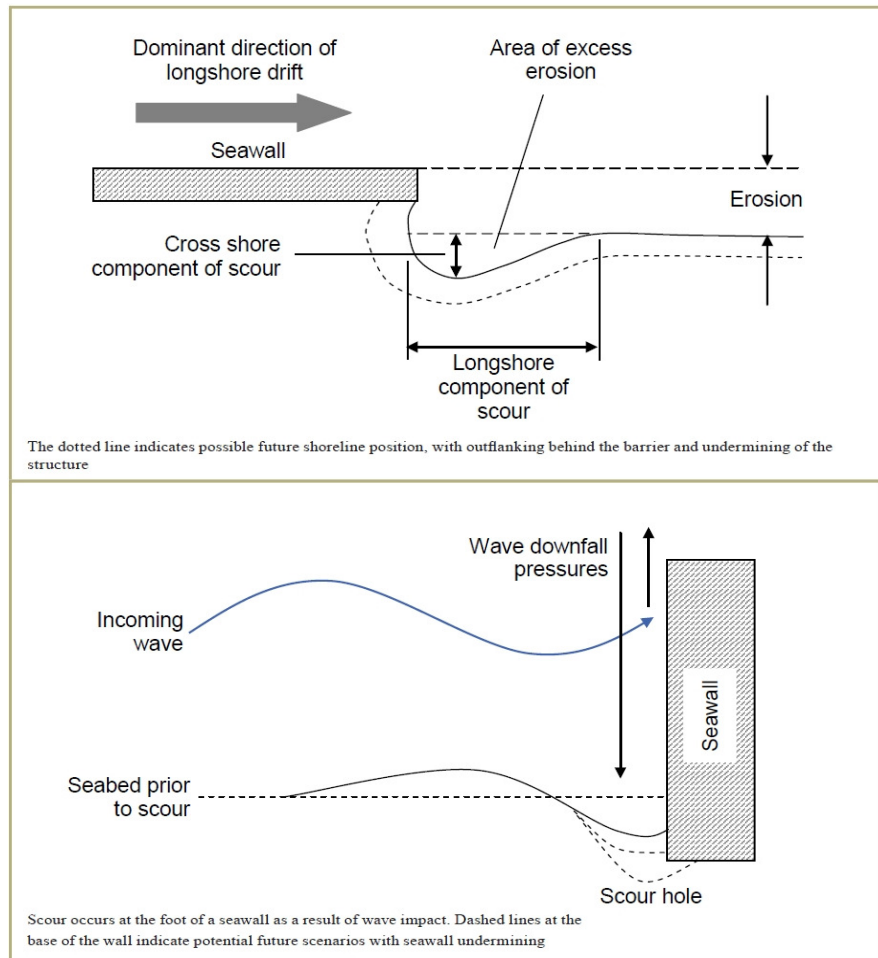 Dominant direction of
longshore drift
Area of excess
erosion
Seawall
Erosion
Cross shore
component of scour
Longshore
component of
scour
The dotted line indicates possible future shoreline position, with outflanking behind the barrier and undermining of the
structure
Wave downfall
pressures
Incoming
wave
Seawall
Seabed prior
to scour
Scour hole
Scour occurs at the foot of a seawall as a result of wave impact. Dashed lines at the
base of the wall indicate potential future scenarios with seawall undermining